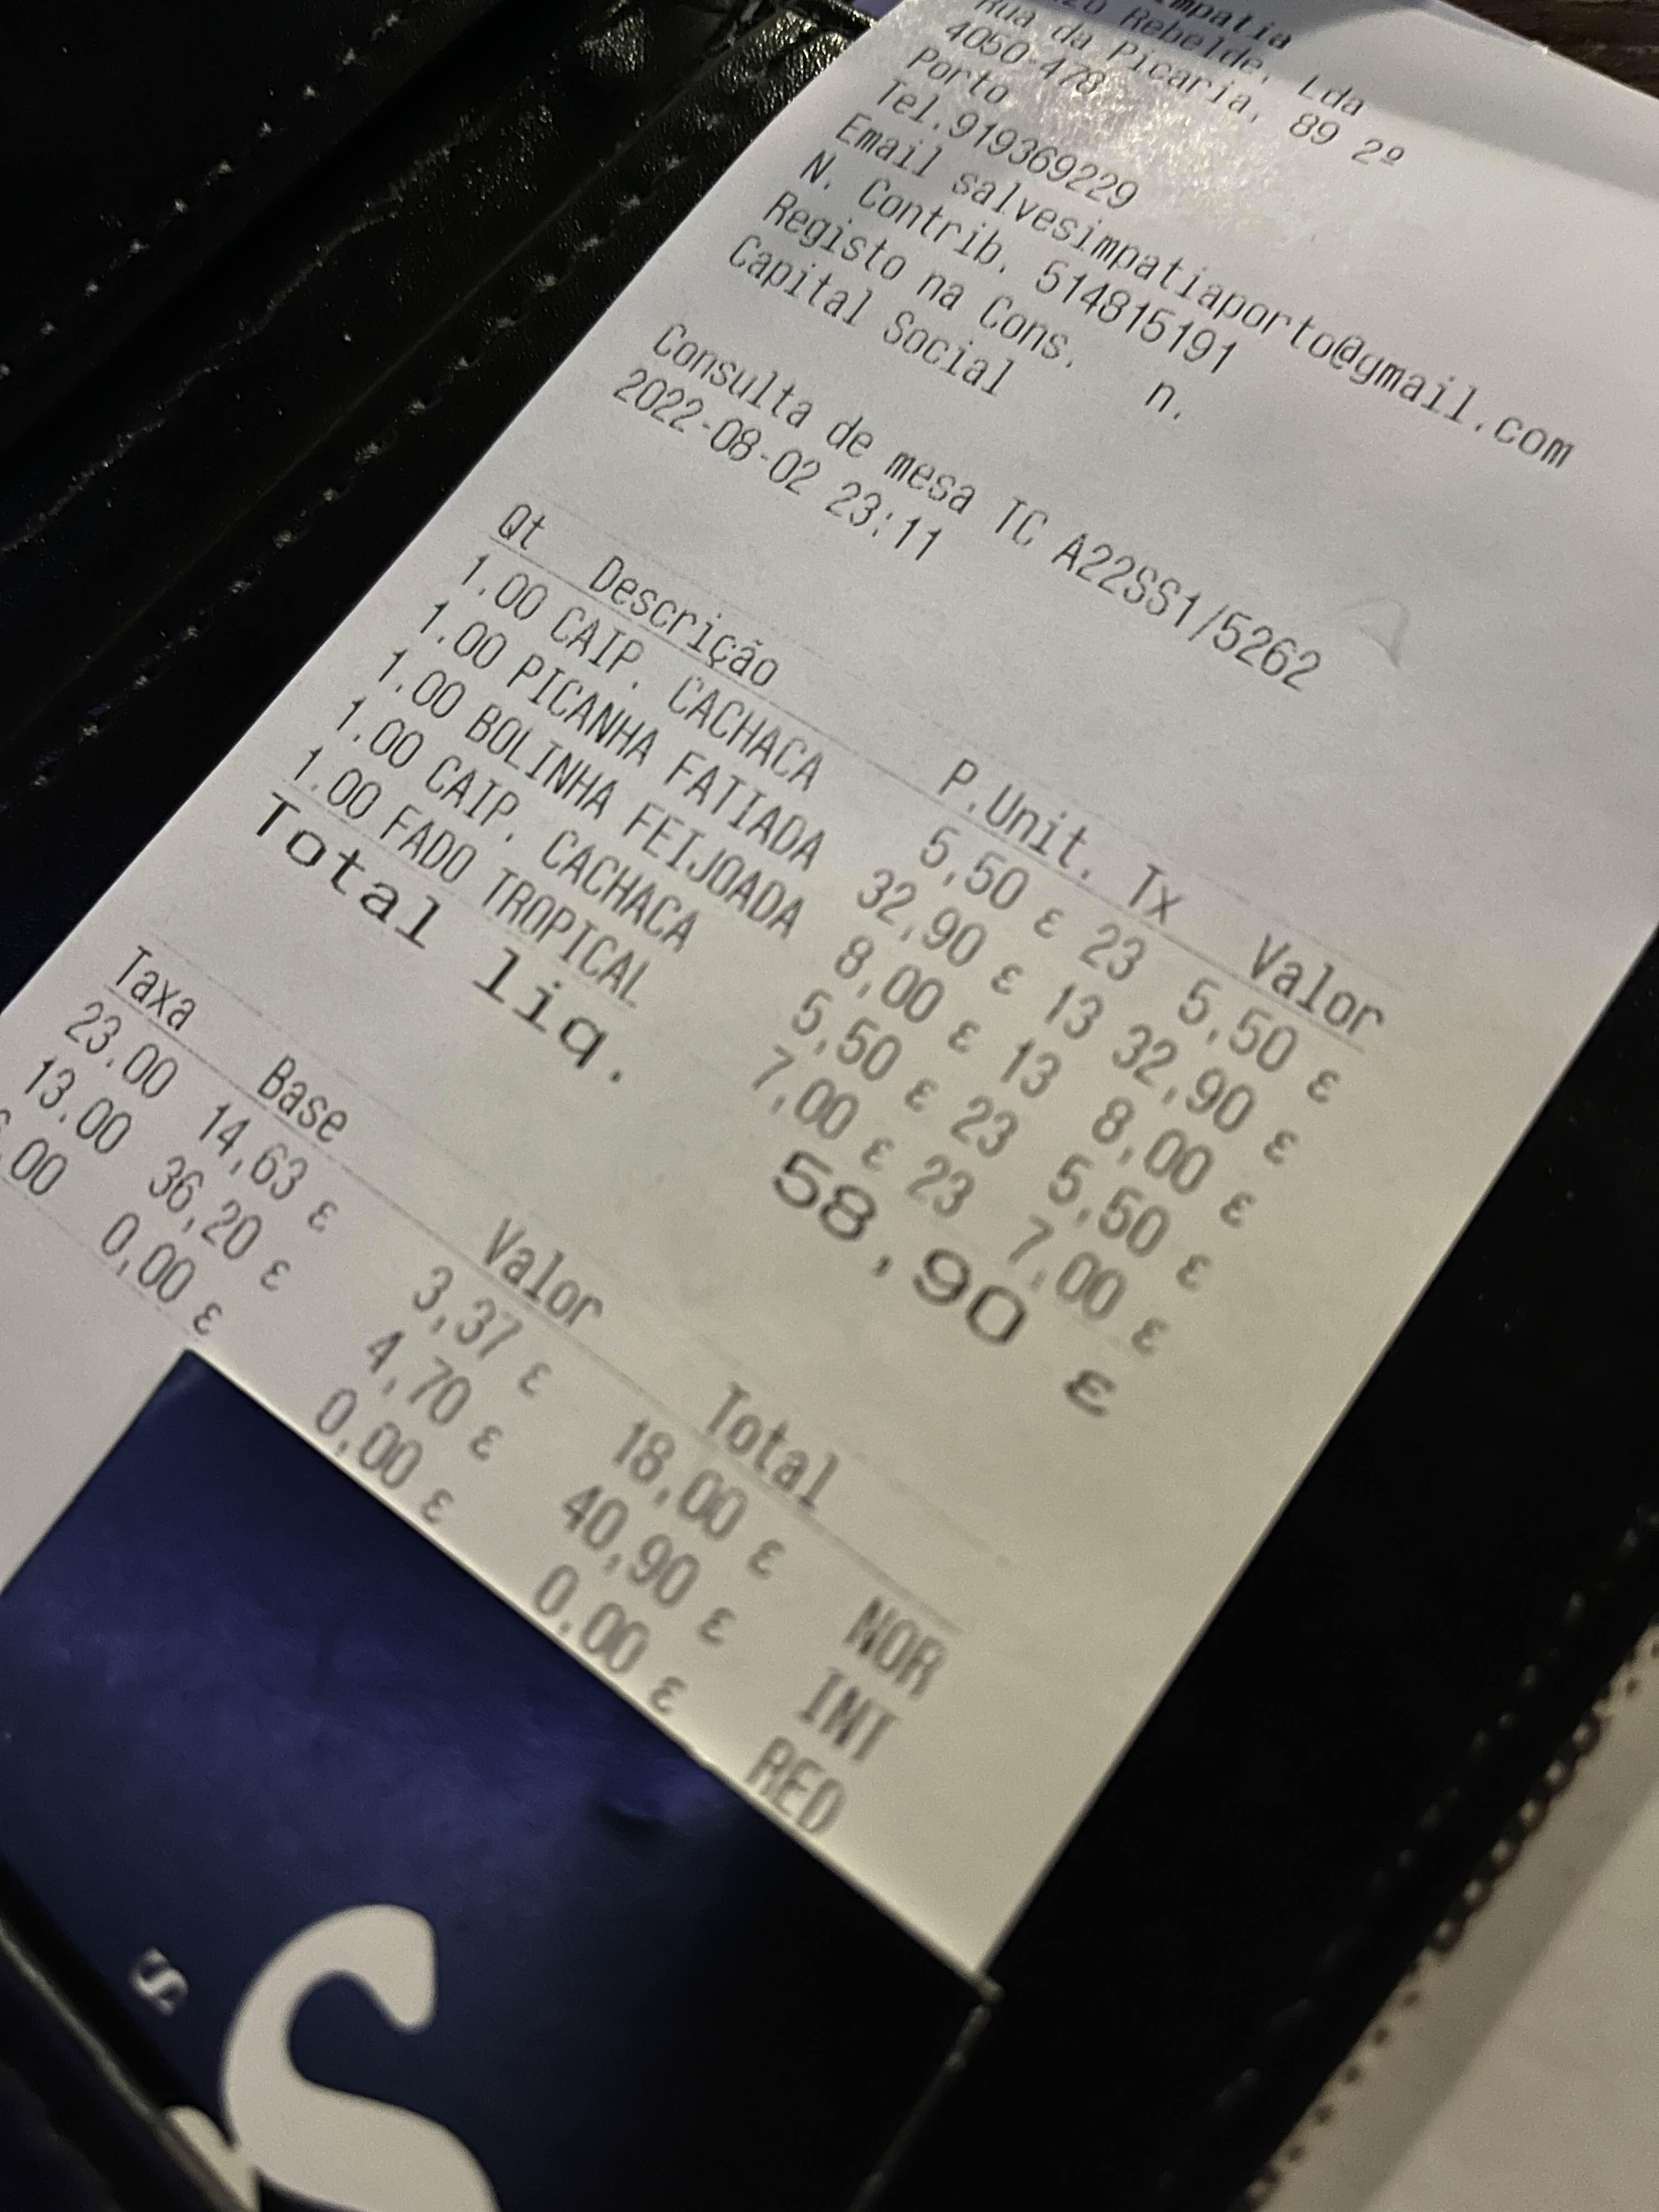 impatia
Rebelde, Lda
Rua da Picaria, 89 2º
4050-478
Porto
Tel.919369229
Email salvesimpatiaporto@gmail.com
N. Contrib. 514815191
Registo na Cons. n.
Capital Social
Consulta de mesa TC A22SS1/5262
2022-08-02 23:11
Qt Descrição P.Unit. Tx Valor
1.00 CAIP. CACHACA 5,50 € 23 5,50 €
1.00 PICANHA FATIADA 32,90 € 13 32,90 €
1.00 BOLINHA FEIJOADA 8,00 € 13 8,00 €
1.00 CAIP. CACHACA 5,50 € 23 5,50 €
1.00 FADO TROPICAL 7,00 € 23 7,00 €
Total liq. 58,90 €
Taxa Base Valor Total
23.00 14,63 € 3,37 € 18,00 € NOR
13.00 36,20 € 4,70 € 40,90 € INT
.00 0,00 € 0,00 € 0.00 € RED
S